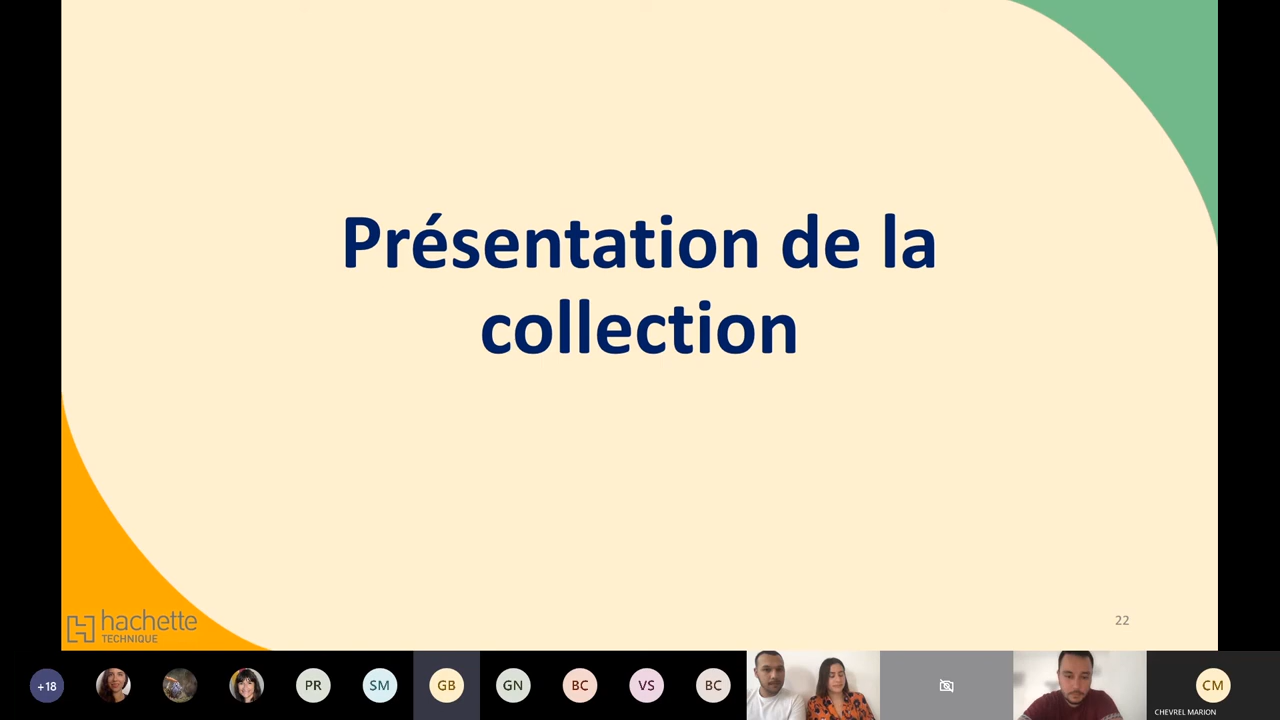 Présentation de la
collection
hachette
TECHNIQUE
22
+18
PR
SM
GB
GN
BC
VS
BC
CM
CHEVREL MARION